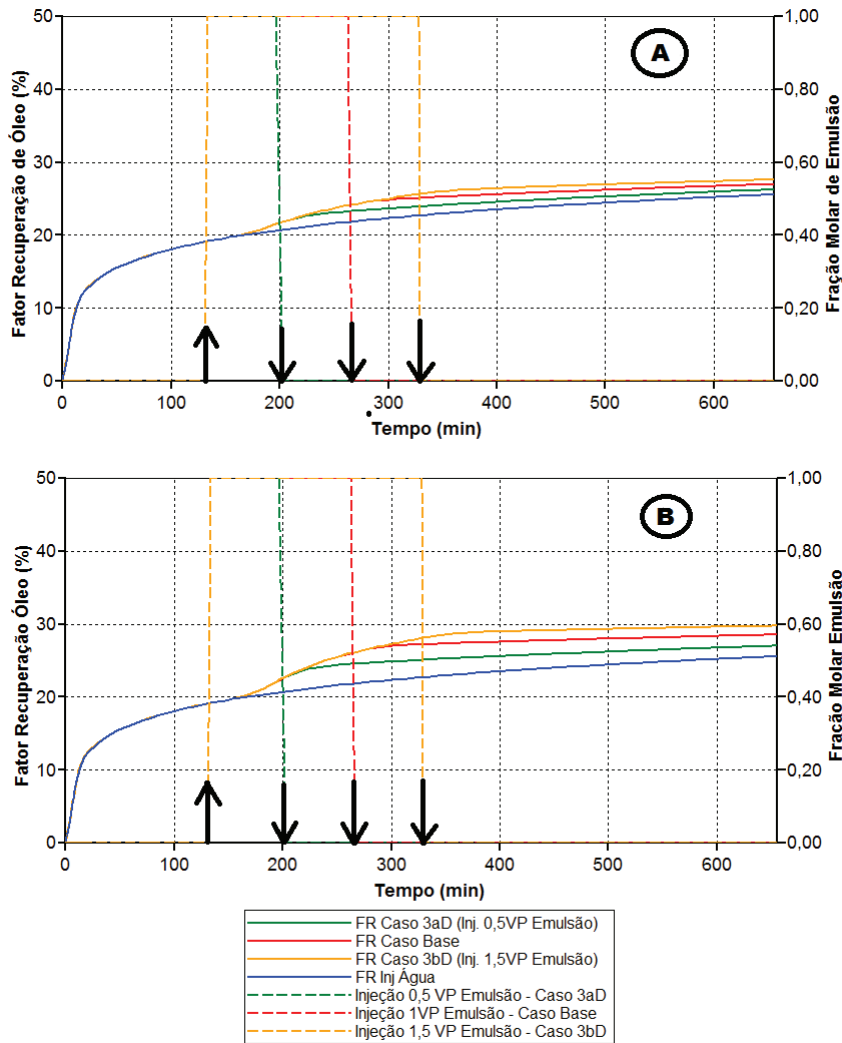 50
40
30
20
10
0
Fator Recuperação de Óleo (%)
A
1,00
0,80
0,60
0,40
0,20
0,00
Fração Molar de Emulsão
0 100 200 300 400 500 600
Tempo (min)
50
40
30
20
10
0
Fator Recuperação Óleo (%)
B
1,00
0,80
0,60
0,40
0,20
0,00
Fração Molar Emulsão
0 100 200 300 400 500 600
Tempo (min)
FR Caso 3aD (Inj. 0,5VP Emulsão)
FR Caso Base
FR Caso 3bD (Inj. 1,5VP Emulsão)
FR Inj Água
Injeção 0,5 VP Emulsão - Caso 3aD
Injeção 1VP Emulsão - Caso Base
Injeção 1,5 VP Emulsão - Caso 3bD